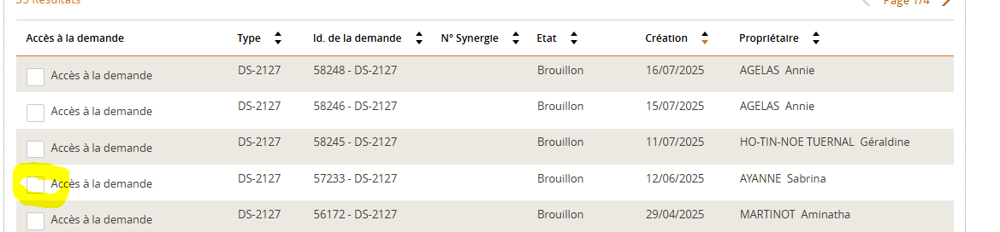 35 Résultats
Page 1/4
Accès à la demande Type Id. de la demande N° Synergie Etat Création Propriétaire
Accès à la demande DS-2127 58248 - DS-2127 Brouillon 16/07/2025 AGELAS Annie
Accès à la demande DS-2127 58246 - DS-2127 Brouillon 15/07/2025 AGELAS Annie
Accès à la demande DS-2127 58245 - DS-2127 Brouillon 11/07/2025 HO-TIN-NOE TUERNAL Géraldine
Accès à la demande DS-2127 57233 - DS-2127 Brouillon 12/06/2025 AYANNE Sabrina
Accès à la demande DS-2127 56172 - DS-2127 Brouillon 29/04/2025 MARTINOT Aminatha